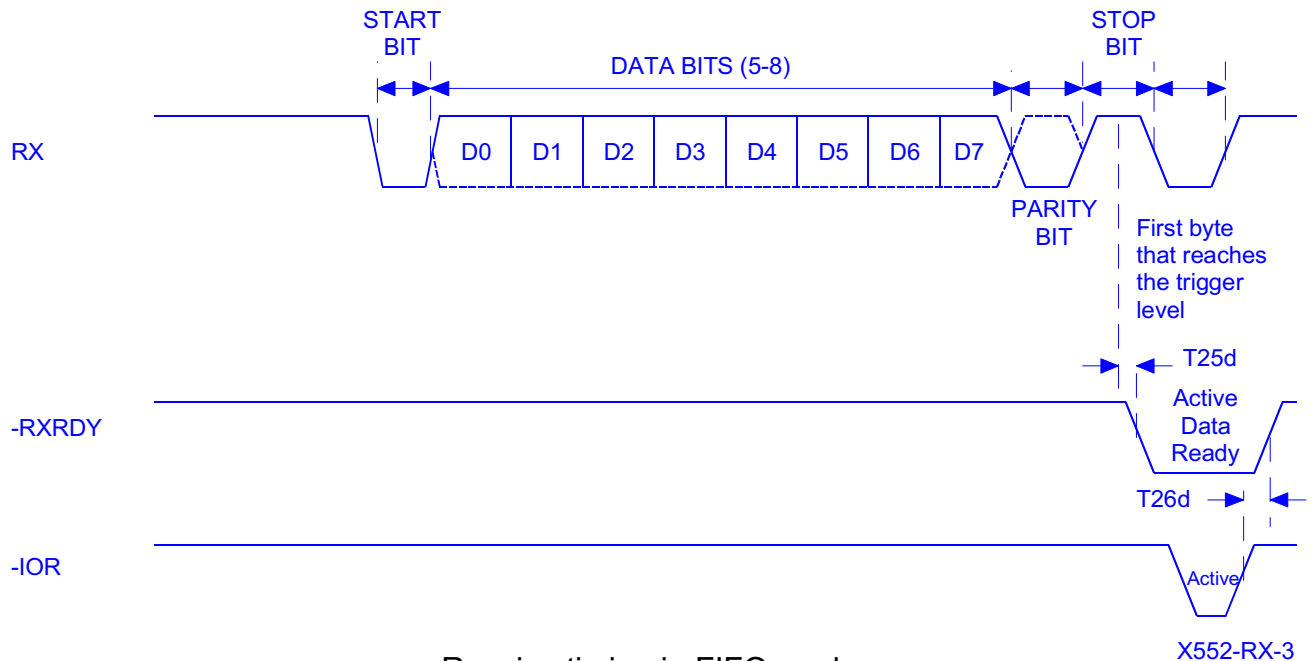 START
BIT
STOP
BIT
DATA BITS (5-8)
RX
D0 D1 D2 D3 D4 D5 D6 D7
PARITY
BIT
First byte
that reaches
the trigger
level
T25d
-RXRDY
Active
Data
Ready
T26d
-IOR
Active
X552-RX-3